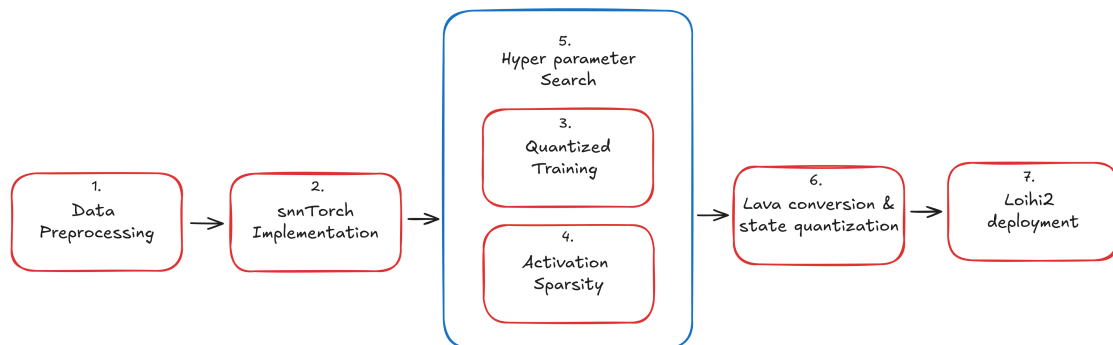 1.
Data
Preprocessing
2.
snnTorch
Implementation
5.
Hyper parameter
Search
3.
Quantized
Training
4.
Activation
Sparsity
6.
Lava conversion &
state quantization
7.
Loihi2
deployment